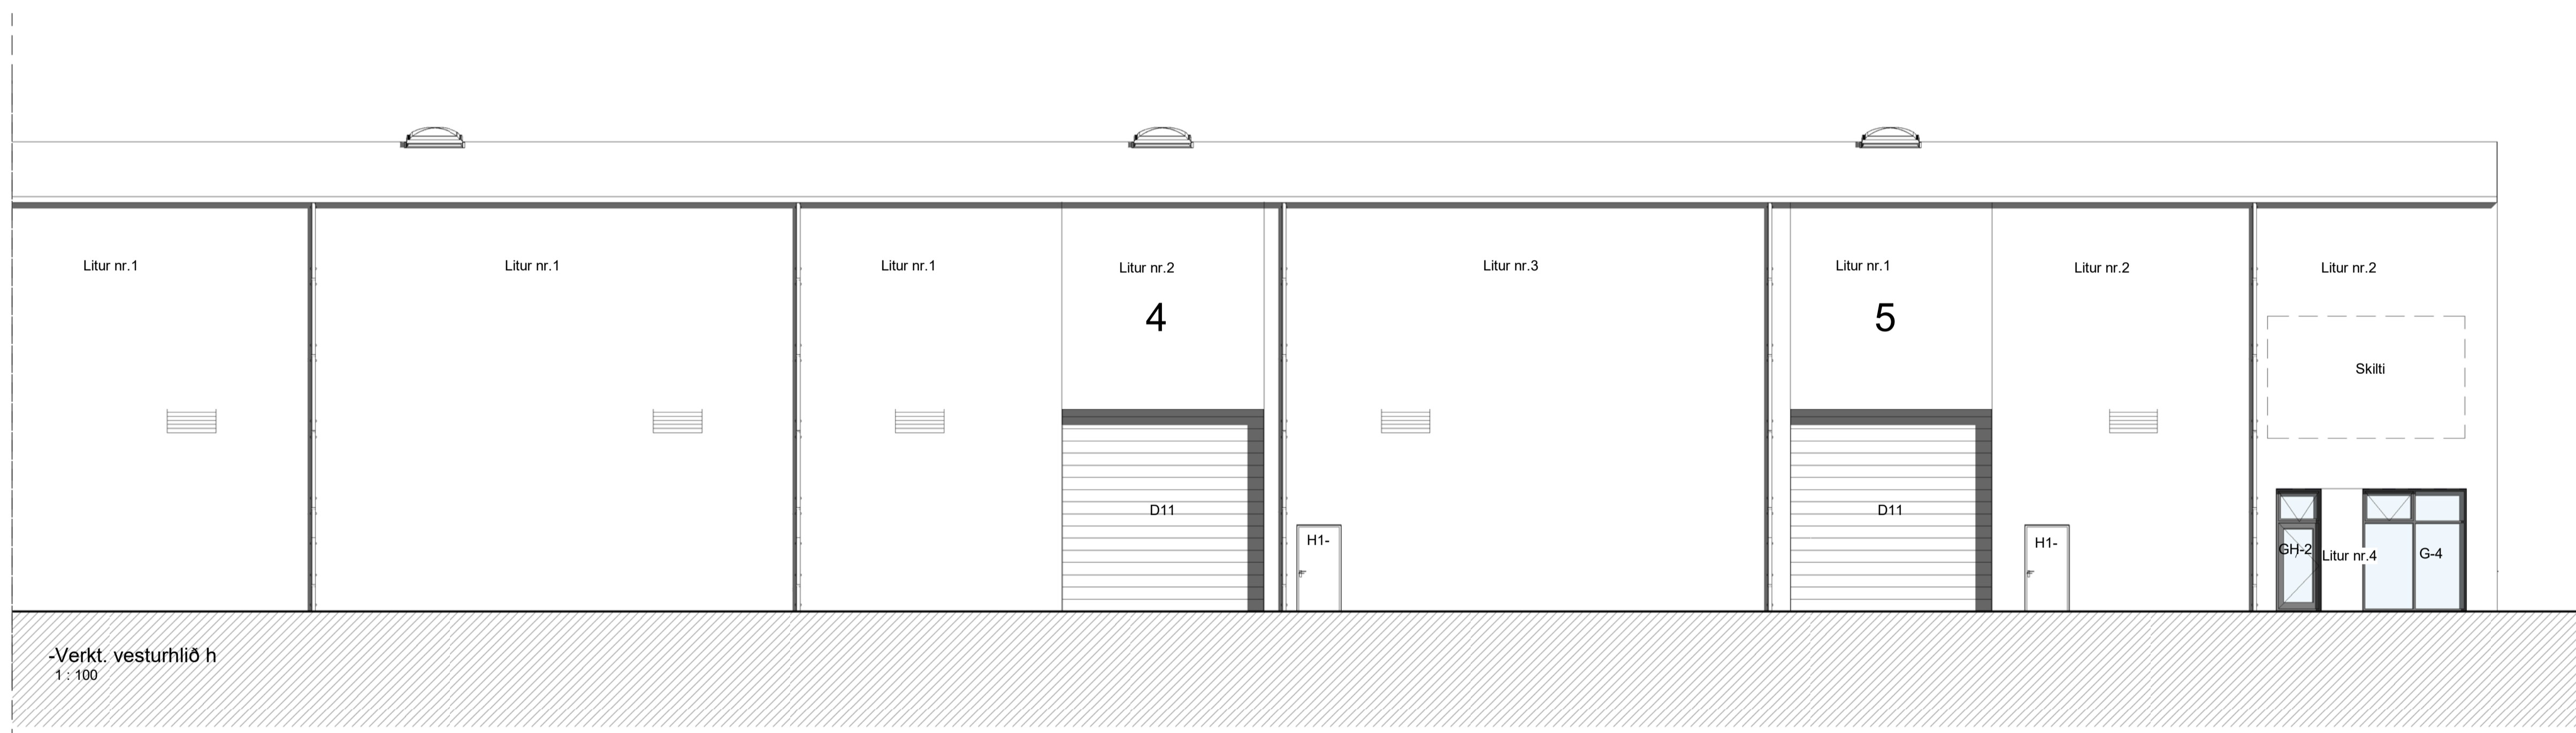 Litur nr.1
Litur nr.1
Litur nr.1
Litur nr.2
Litur nr.3
Litur nr.1
Litur nr.2
Litur nr.2
4
5
Skilti
D11
H1-
D11
H1-
GH-2
Litur nr.4
G-4
-Verkt. vesturhlið h
1 : 100